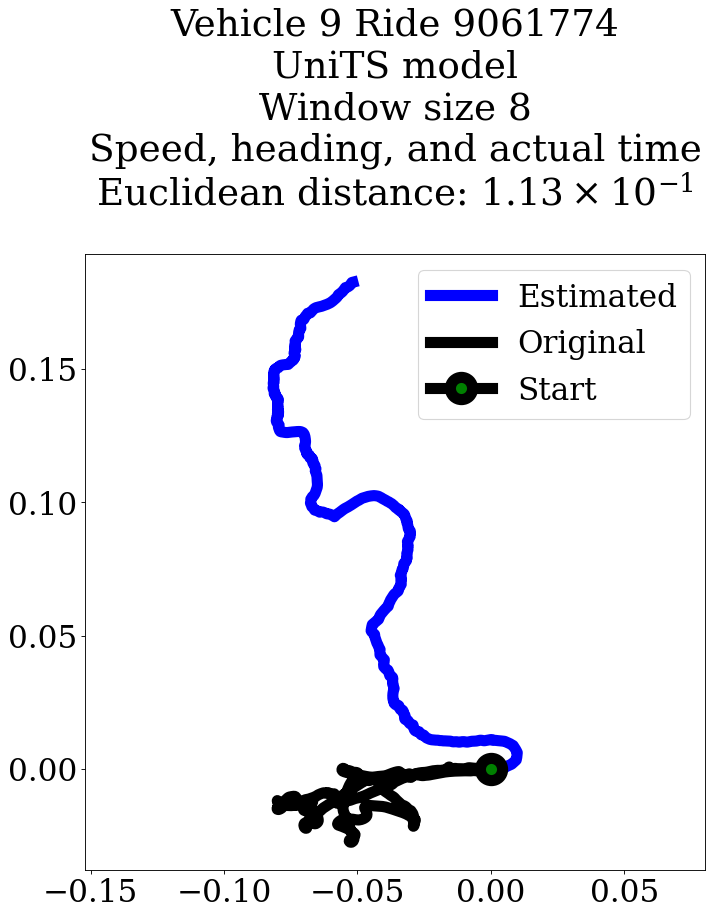 Vehicle 9 Ride 9061774
UniTS model
Window size 8
Speed, heading, and actual time
Euclidean distance: 1.13 × 10⁻¹
Estimated
Original
Start
0.15
0.10
0.05
0.00
−0.15 −0.10 −0.05 0.00 0.05